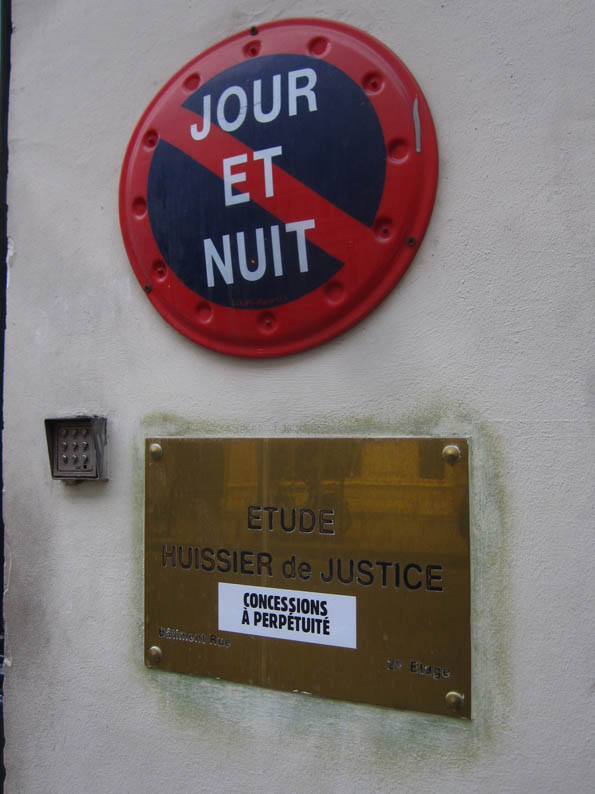 JOUR
ET
NUIT
ETUDE
HUISSIER de JUSTICE
CONCESSIONS
À PERPÉTUITÉ
bâtiment Rue
2e Etage